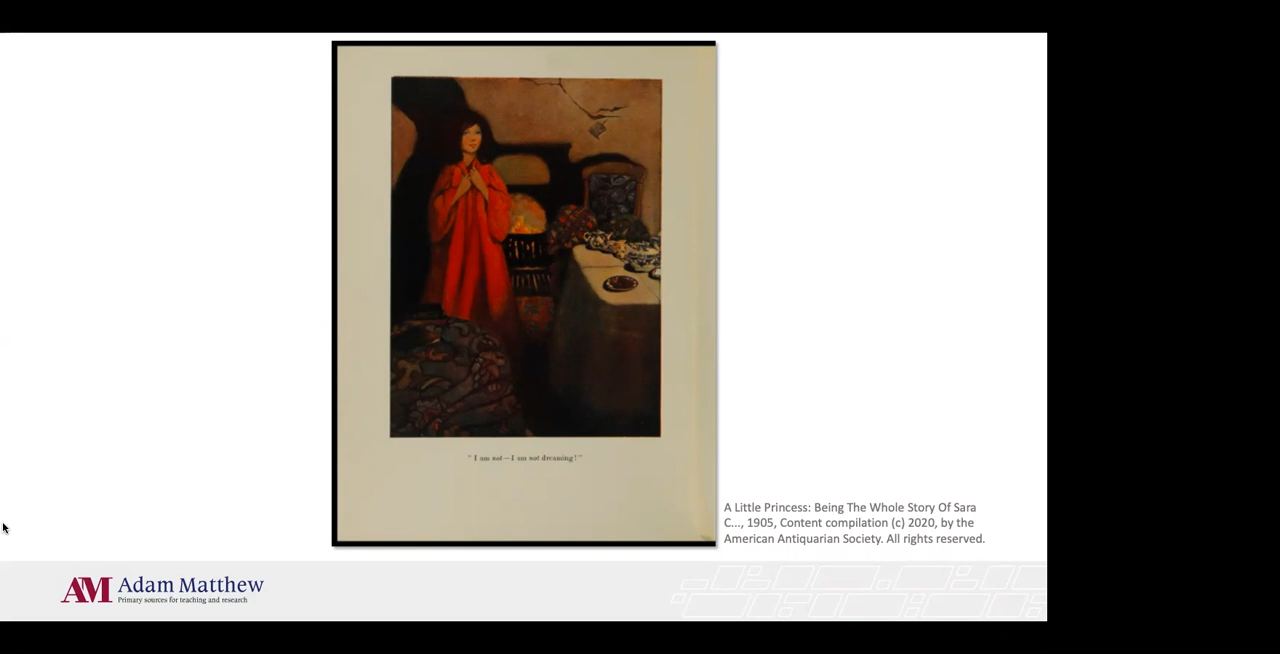 " I am not—I am not dreaming!"
A Little Princess: Being The Whole Story Of Sara
C..., 1905, Content compilation (c) 2020, by the
American Antiquarian Society. All rights reserved.
AM Adam Matthew
Primary sources for teaching and research